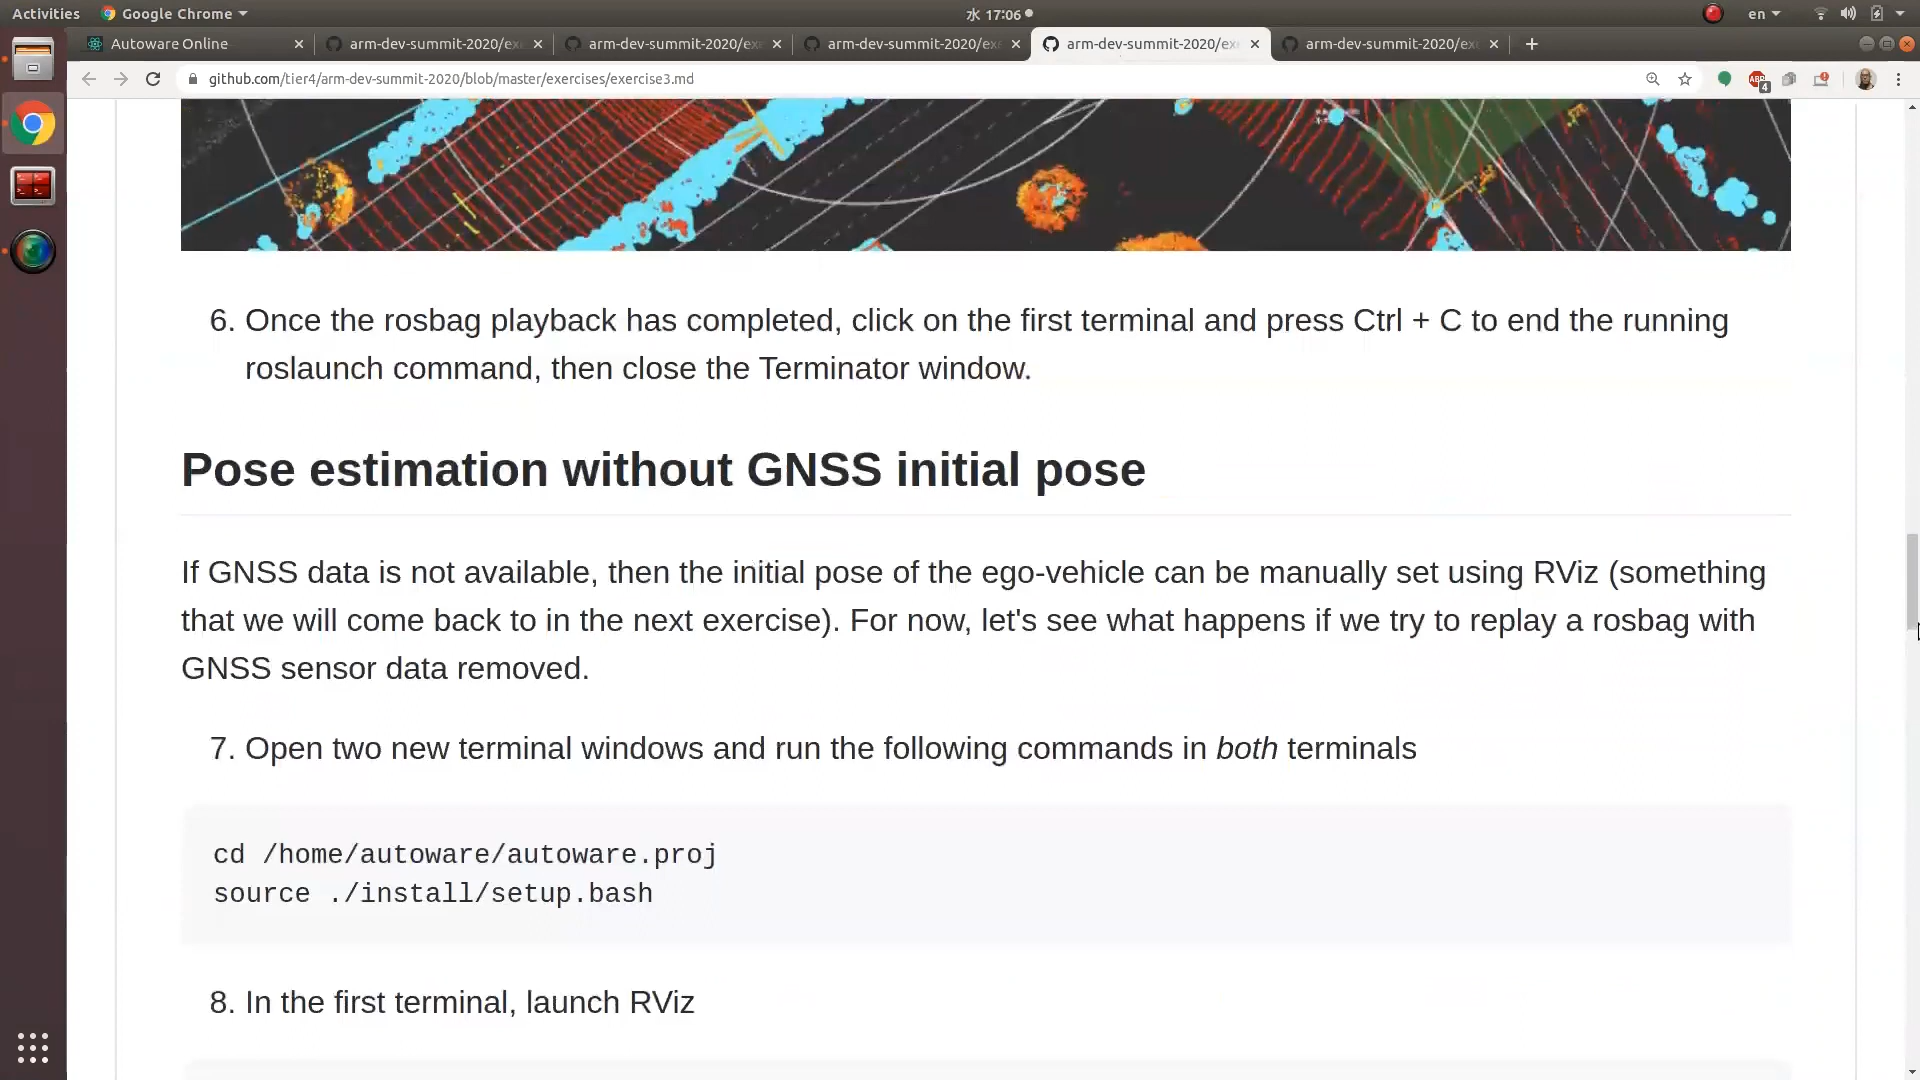 Activities
Google Chrome
水 17:06
en
Autoware Online
arm-dev-summit-2020/ex
arm-dev-summit-2020/ex
arm-dev-summit-2020/ex
arm-dev-summit-2020/ex
arm-dev-summit-2020/ex
github.com/tier4/arm-dev-summit-2020/blob/master/exercises/exercise3.md
ABP
4
6. Once the rosbag playback has completed, click on the first terminal and press Ctrl + C to end the running
roslaunch command, then close the Terminator window.
Pose estimation without GNSS initial pose
If GNSS data is not available, then the initial pose of the ego-vehicle can be manually set using RViz (something
that we will come back to in the next exercise). For now, let's see what happens if we try to replay a rosbag with
GNSS sensor data removed.
7. Open two new terminal windows and run the following commands in both terminals
cd /home/autoware/autoware.proj
source ./install/setup.bash
8. In the first terminal, launch RViz